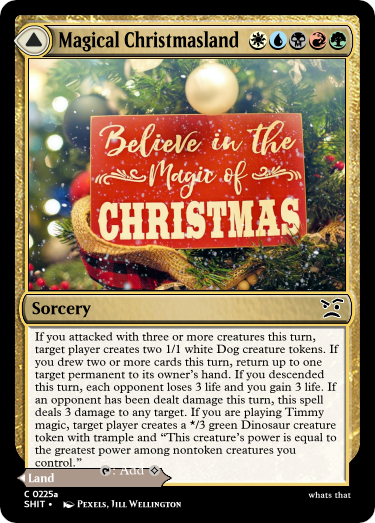 Magical Christmasland
Believe in the
Magic of
CHRISTMAS
Sorcery
If you attacked with three or more creatures this turn,
target player creates two 1/1 white Dog creature tokens. If
you drew two or more cards this turn, return up to one
target permanent to its owner's hand. If you descended
this turn, each opponent loses 3 life and you gain 3 life. If
an opponent has been dealt damage this turn, this spell
deals 3 damage to any target. If you are playing Timmy
magic, target player creates a */3 green Dinosaur creature
token with trample and “This creature's power is equal to
the greatest power among nontoken creatures you
control.”
: Add
Land
C 0225a
SHIT • PEXELS, JILL WELLINGTON
whats that